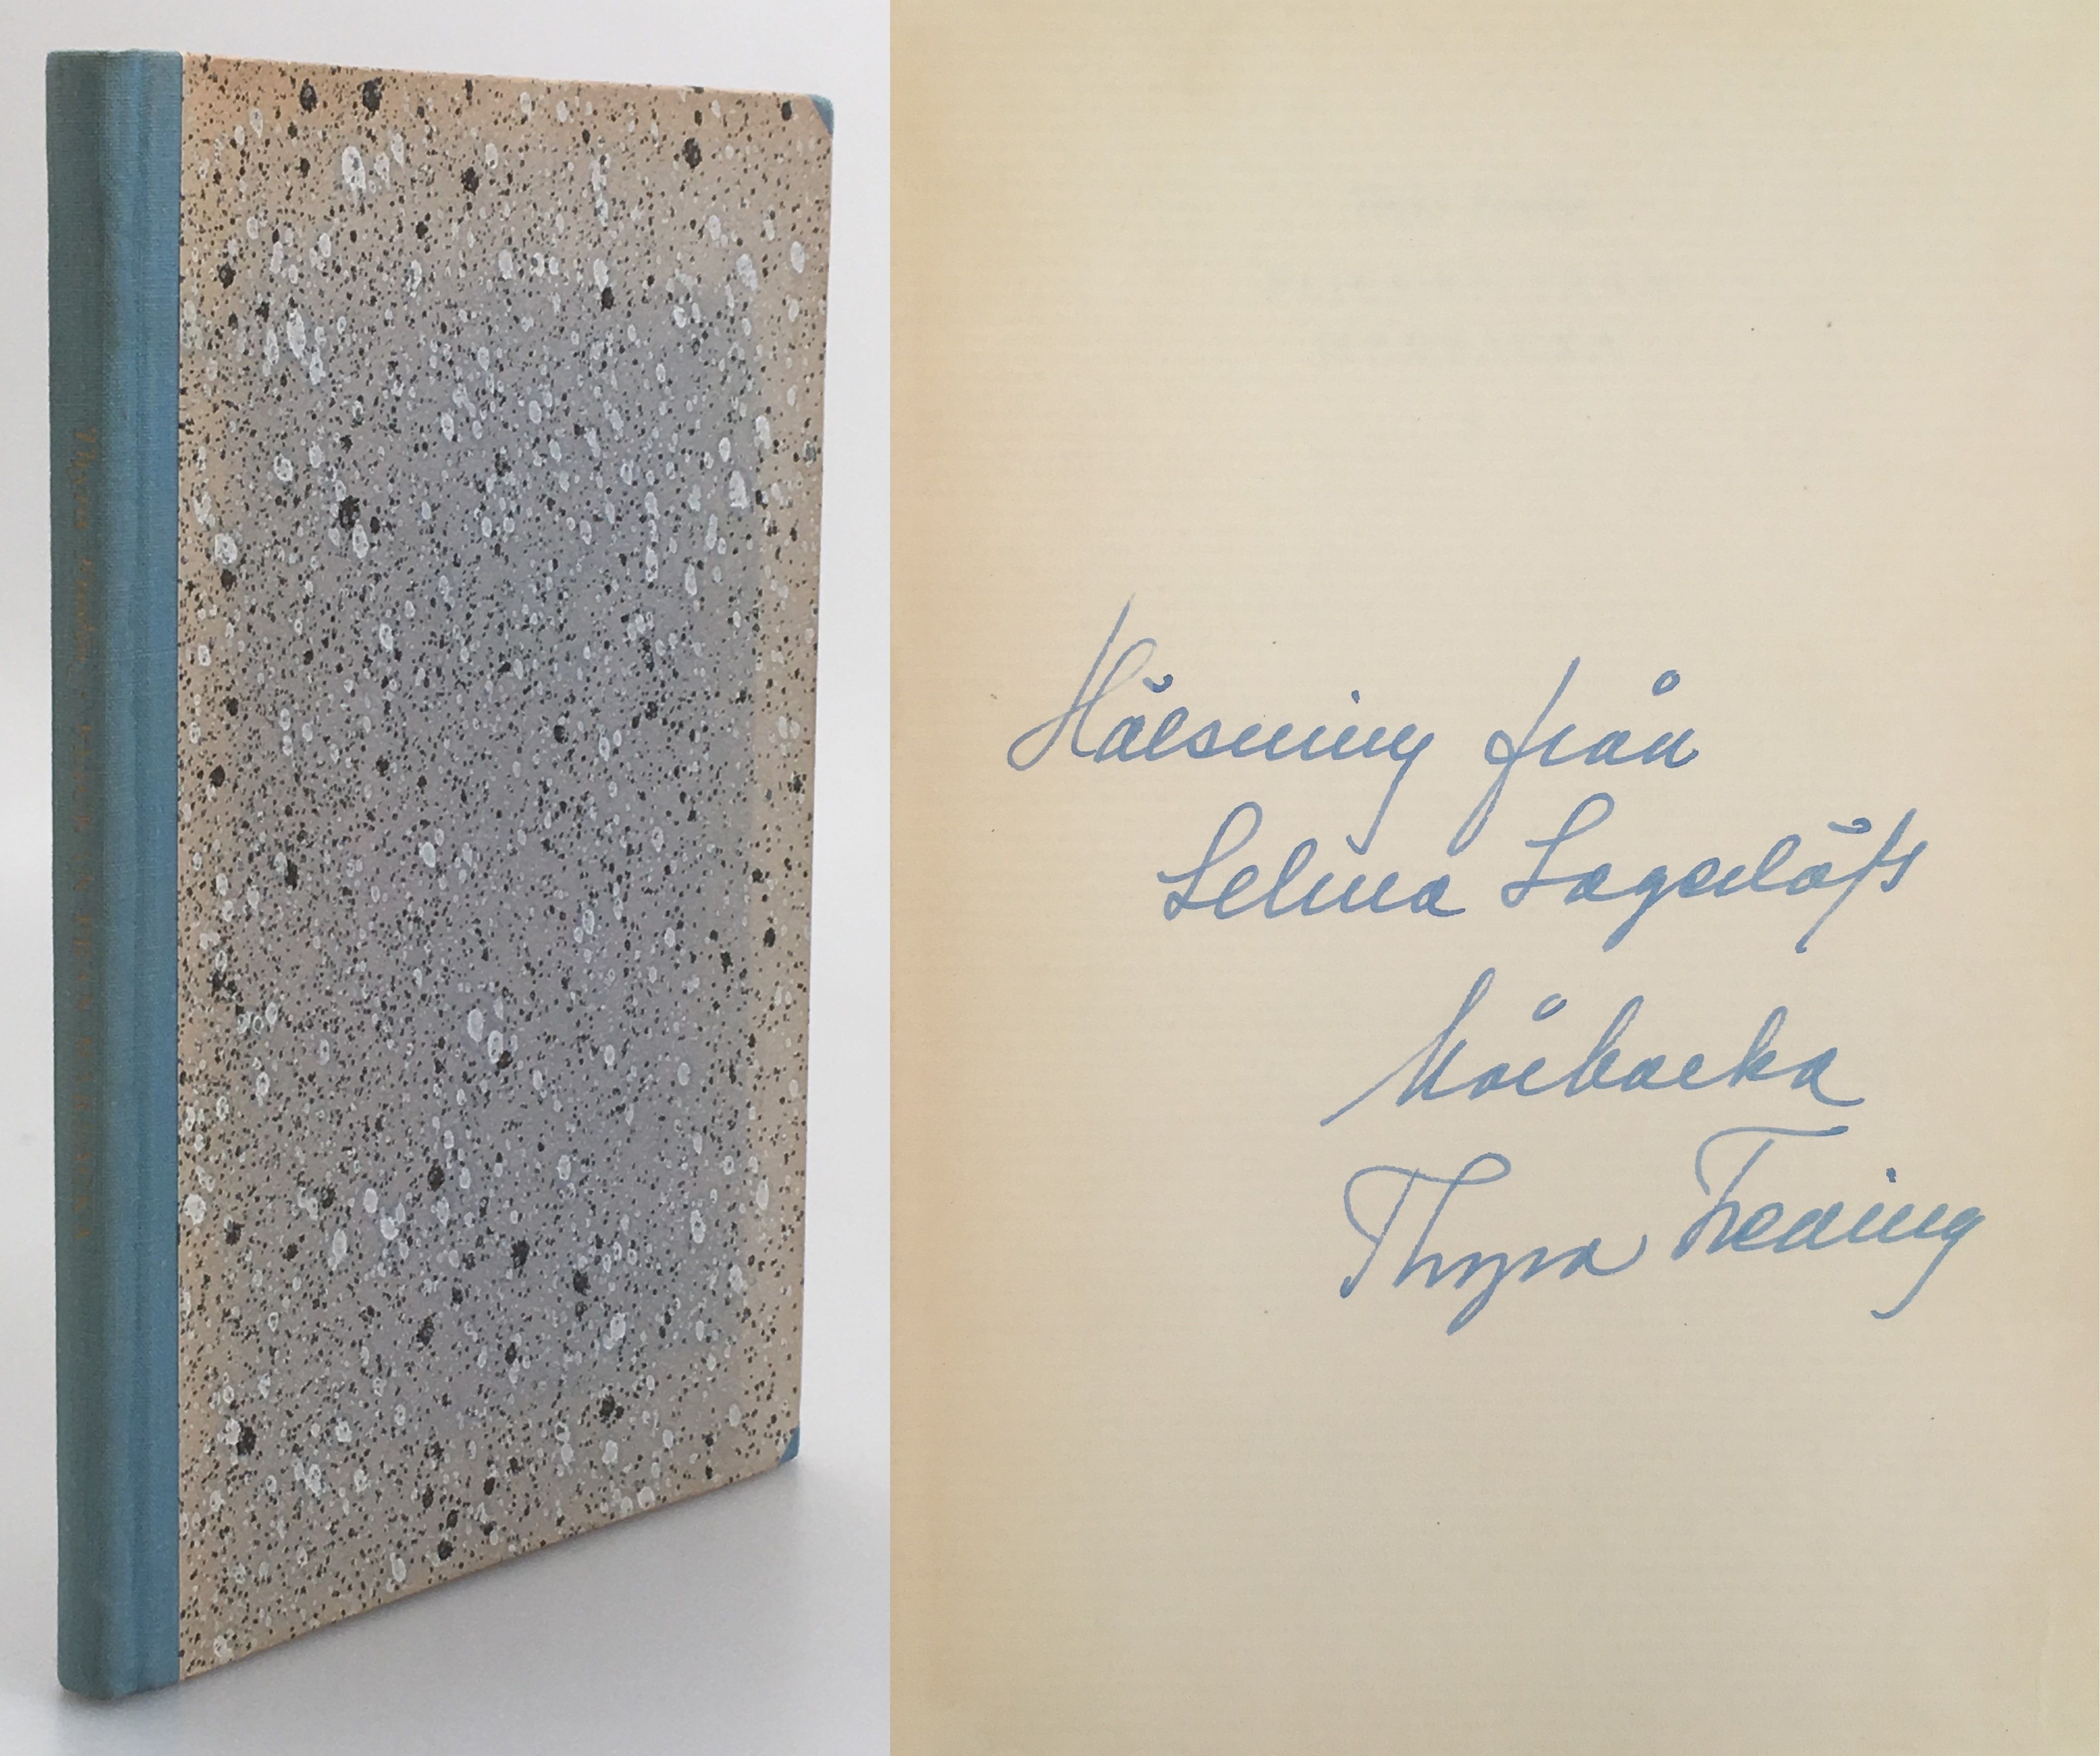 Hälsning från
Selma Lagerlöfs
Mårbacka
Thyra Freding